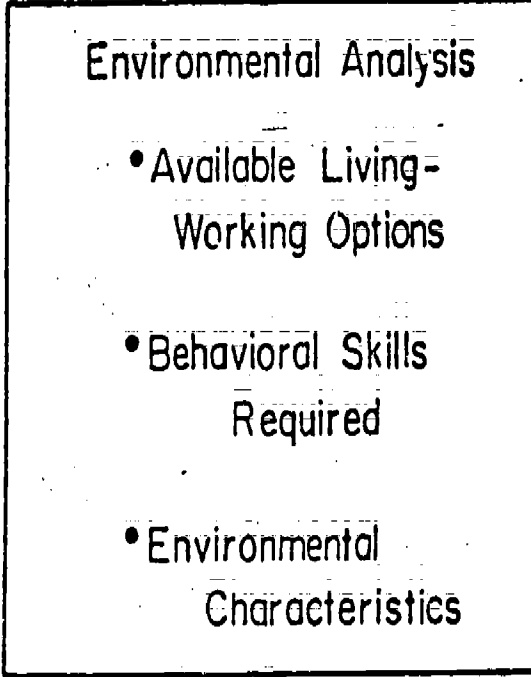 Environmental Analysis
•Available Living-
Working Options
•Behavioral Skills
Required
•Environmental
Characteristics